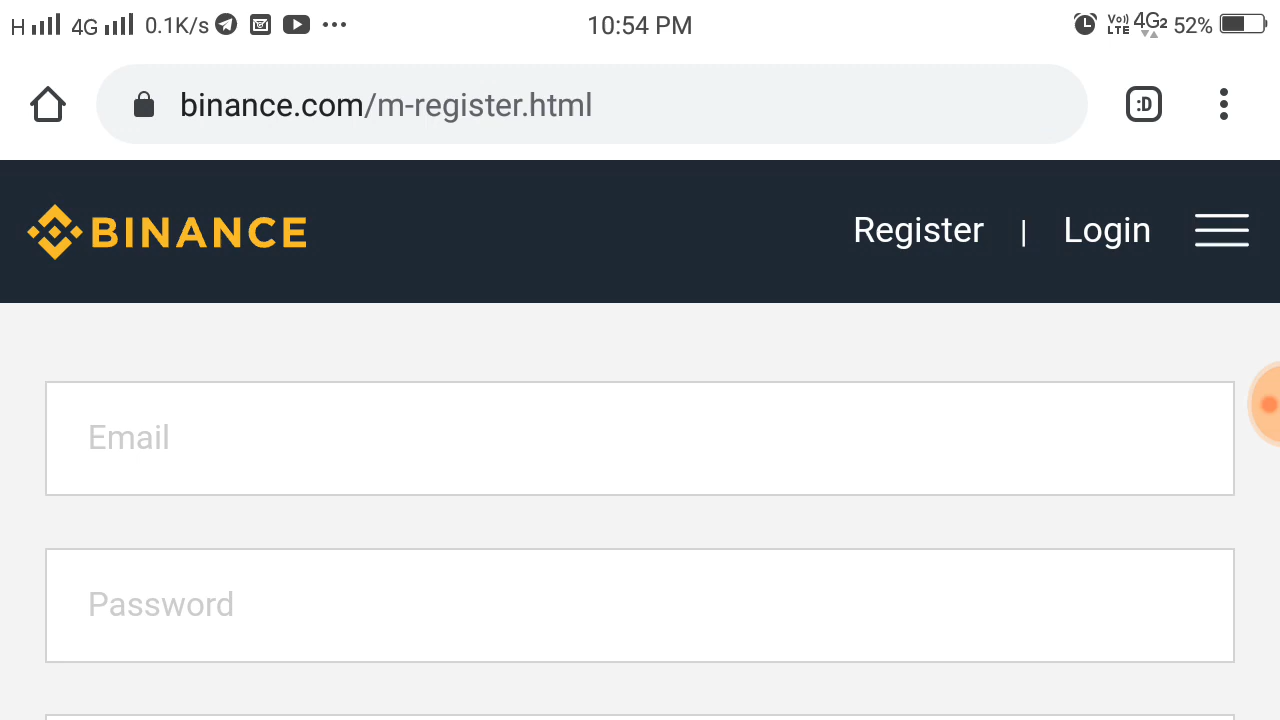 H 4G 0.1K/s 10:54 PM Vo)) LTE 4G2 52%
binance.com/m-register.html :D
BINANCE Register | Login
Email
Password